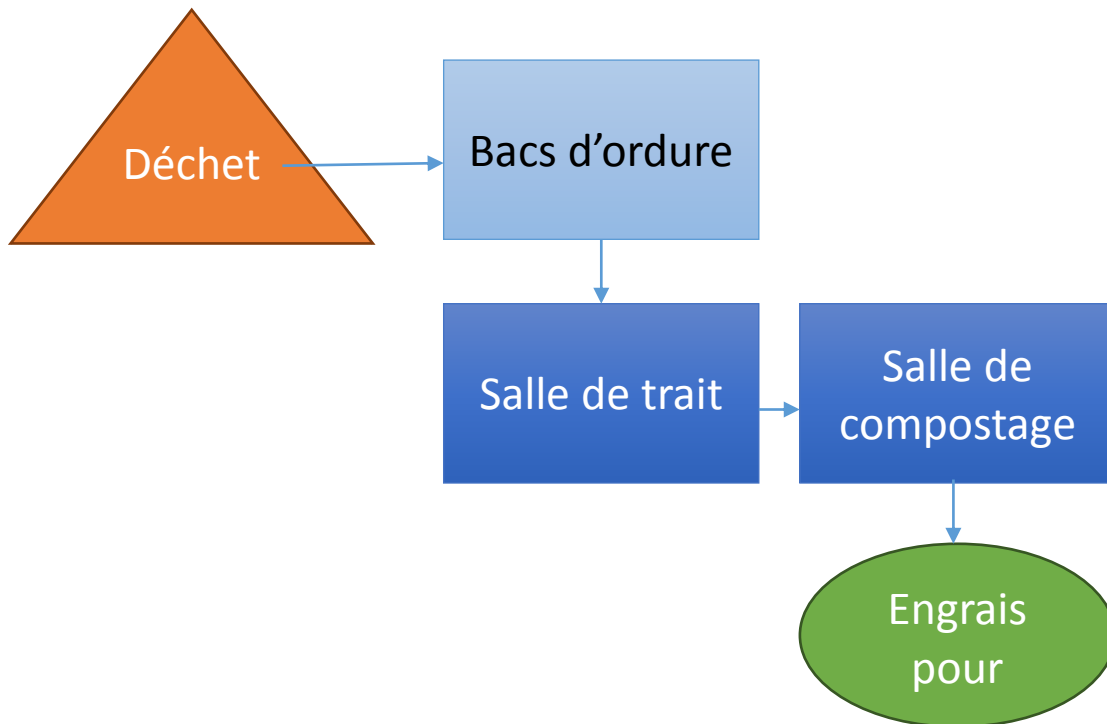 Déchet
Bacs d’ordure
Salle de trait
Salle de
compostage
Engrais
pour